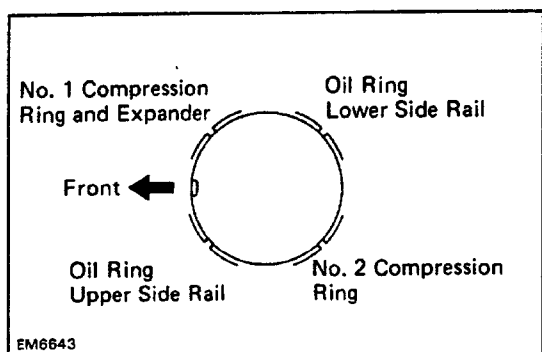 No. 1 Compression
Ring and Expander
Oil Ring
Lower Side Rail
Front
Oil Ring
Upper Side Rail
No. 2 Compression
Ring
EM6643